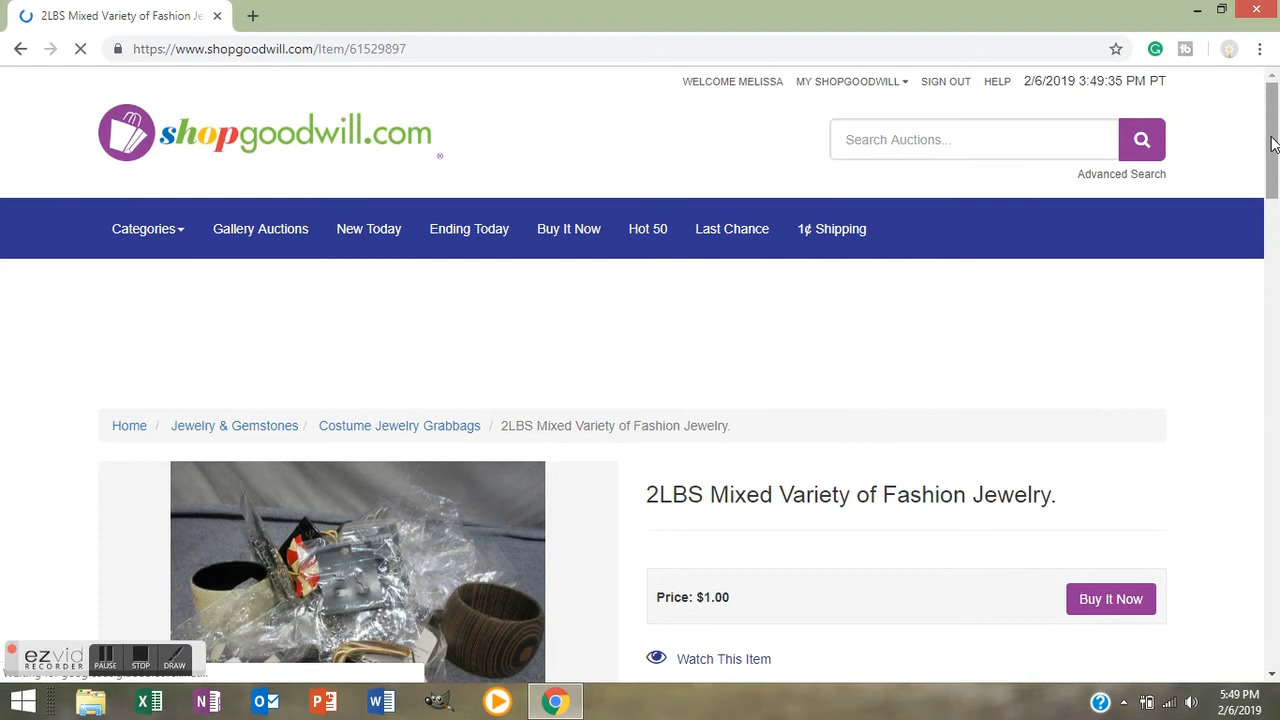 2LBS Mixed Variety of Fashion Je
https://www.shopgoodwill.com/Item/61529897
WELCOME MELISSA MY SHOPGOODWILL SIGN OUT HELP 2/6/2019 3:49:35 PM PT
shopgoodwill.com®
Search Auctions...
Advanced Search
Categories Gallery Auctions New Today Ending Today Buy It Now Hot 50 Last Chance 1¢ Shipping
Home / Jewelry & Gemstones / Costume Jewelry Grabbags / 2LBS Mixed Variety of Fashion Jewelry.
2LBS Mixed Variety of Fashion Jewelry.
Price: $1.00 Buy It Now
Watch This Item
ezvid
RECORDER
PAUSE STOP DRAW
5:49 PM
2/6/2019